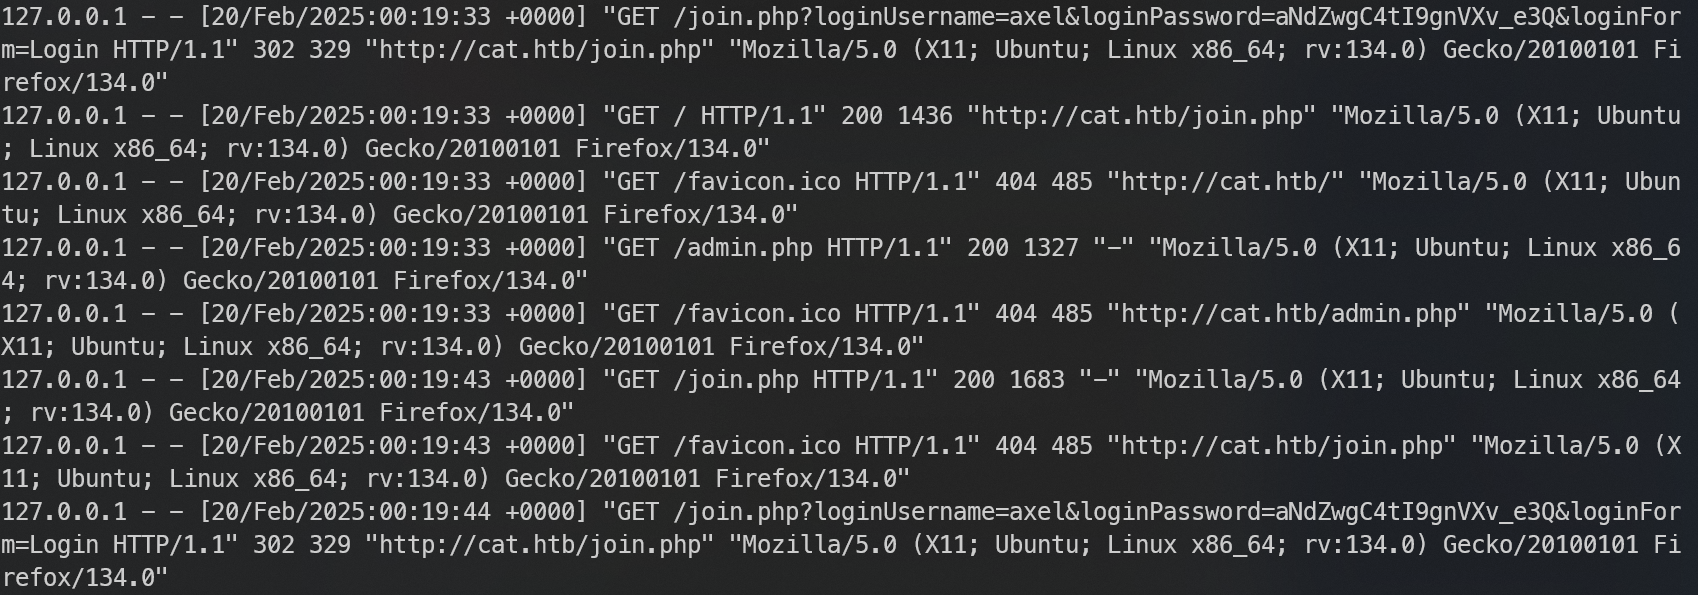 127.0.0.1 - - [20/Feb/2025:00:19:33 +0000] "GET /join.php?loginUsername=axel&loginPassword=aNdZwgC4tI9gnVXv_e3Q&loginFor
m=Login HTTP/1.1" 302 329 "http://cat.htb/join.php" "Mozilla/5.0 (X11; Ubuntu; Linux x86_64; rv:134.0) Gecko/20100101 Fi
refox/134.0"
127.0.0.1 - - [20/Feb/2025:00:19:33 +0000] "GET / HTTP/1.1" 200 1436 "http://cat.htb/join.php" "Mozilla/5.0 (X11; Ubuntu
; Linux x86_64; rv:134.0) Gecko/20100101 Firefox/134.0"
127.0.0.1 - - [20/Feb/2025:00:19:33 +0000] "GET /favicon.ico HTTP/1.1" 404 485 "http://cat.htb/" "Mozilla/5.0 (X11; Ubun
tu; Linux x86_64; rv:134.0) Gecko/20100101 Firefox/134.0"
127.0.0.1 - - [20/Feb/2025:00:19:33 +0000] "GET /admin.php HTTP/1.1" 200 1327 "-" "Mozilla/5.0 (X11; Ubuntu; Linux x86_6
4; rv:134.0) Gecko/20100101 Firefox/134.0"
127.0.0.1 - - [20/Feb/2025:00:19:33 +0000] "GET /favicon.ico HTTP/1.1" 404 485 "http://cat.htb/admin.php" "Mozilla/5.0 (
X11; Ubuntu; Linux x86_64; rv:134.0) Gecko/20100101 Firefox/134.0"
127.0.0.1 - - [20/Feb/2025:00:19:43 +0000] "GET /join.php HTTP/1.1" 200 1683 "-" "Mozilla/5.0 (X11; Ubuntu; Linux x86_64
; rv:134.0) Gecko/20100101 Firefox/134.0"
127.0.0.1 - - [20/Feb/2025:00:19:43 +0000] "GET /favicon.ico HTTP/1.1" 404 485 "http://cat.htb/join.php" "Mozilla/5.0 (X
11; Ubuntu; Linux x86_64; rv:134.0) Gecko/20100101 Firefox/134.0"
127.0.0.1 - - [20/Feb/2025:00:19:44 +0000] "GET /join.php?loginUsername=axel&loginPassword=aNdZwgC4tI9gnVXv_e3Q&loginFor
m=Login HTTP/1.1" 302 329 "http://cat.htb/join.php" "Mozilla/5.0 (X11; Ubuntu; Linux x86_64; rv:134.0) Gecko/20100101 Fi
refox/134.0"